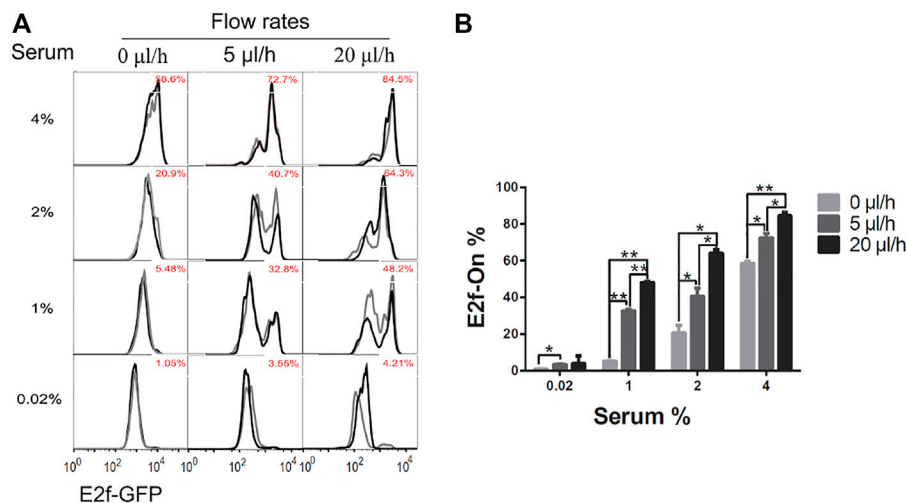 A
Flow rates
Serum
0 µl/h
5 µl/h
20 µl/h
4%
58.6%
72.7%
84.5%
2%
20.9%
40.7%
64.3%
1%
5.48%
32.8%
48.2%
0.02%
1.05%
3.55%
4.21%
10^0 10^2 10^4 10^0 10^2 10^4 10^0 10^2 10^4
E2f-GFP
B
E2f-On %
100
80
60
40
20
0
* ** ** ** * * * ** * *
0.02 1 2 4
Serum %
0 µl/h
5 µl/h
20 µl/h